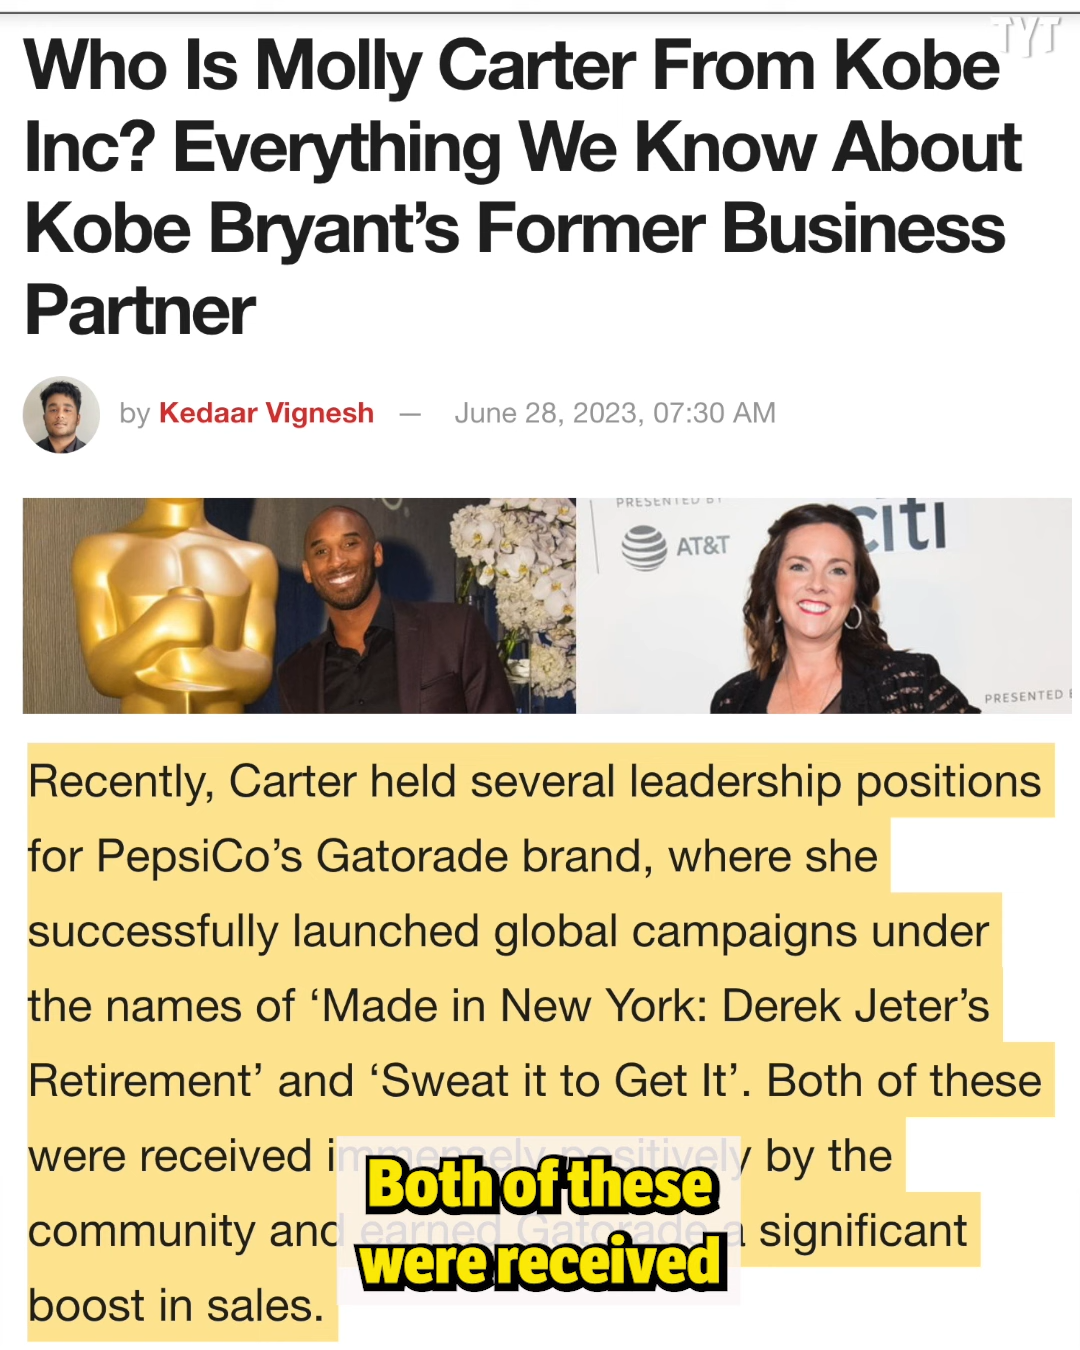 TYT
Who Is Molly Carter From Kobe
Inc? Everything We Know About
Kobe Bryant’s Former Business
Partner
by Kedaar Vignesh — June 28, 2023, 07:30 AM
PRESENTED BY
AT&T
citi
PRESENTED
Recently, Carter held several leadership positions
for PepsiCo’s Gatorade brand, where she
successfully launched global campaigns under
the names of ‘Made in New York: Derek Jeter’s
Retirement’ and ‘Sweat it to Get It’. Both of these
were received immensely positively by the
community and earned Gatorade a significant
boost in sales.
Both of these
were received